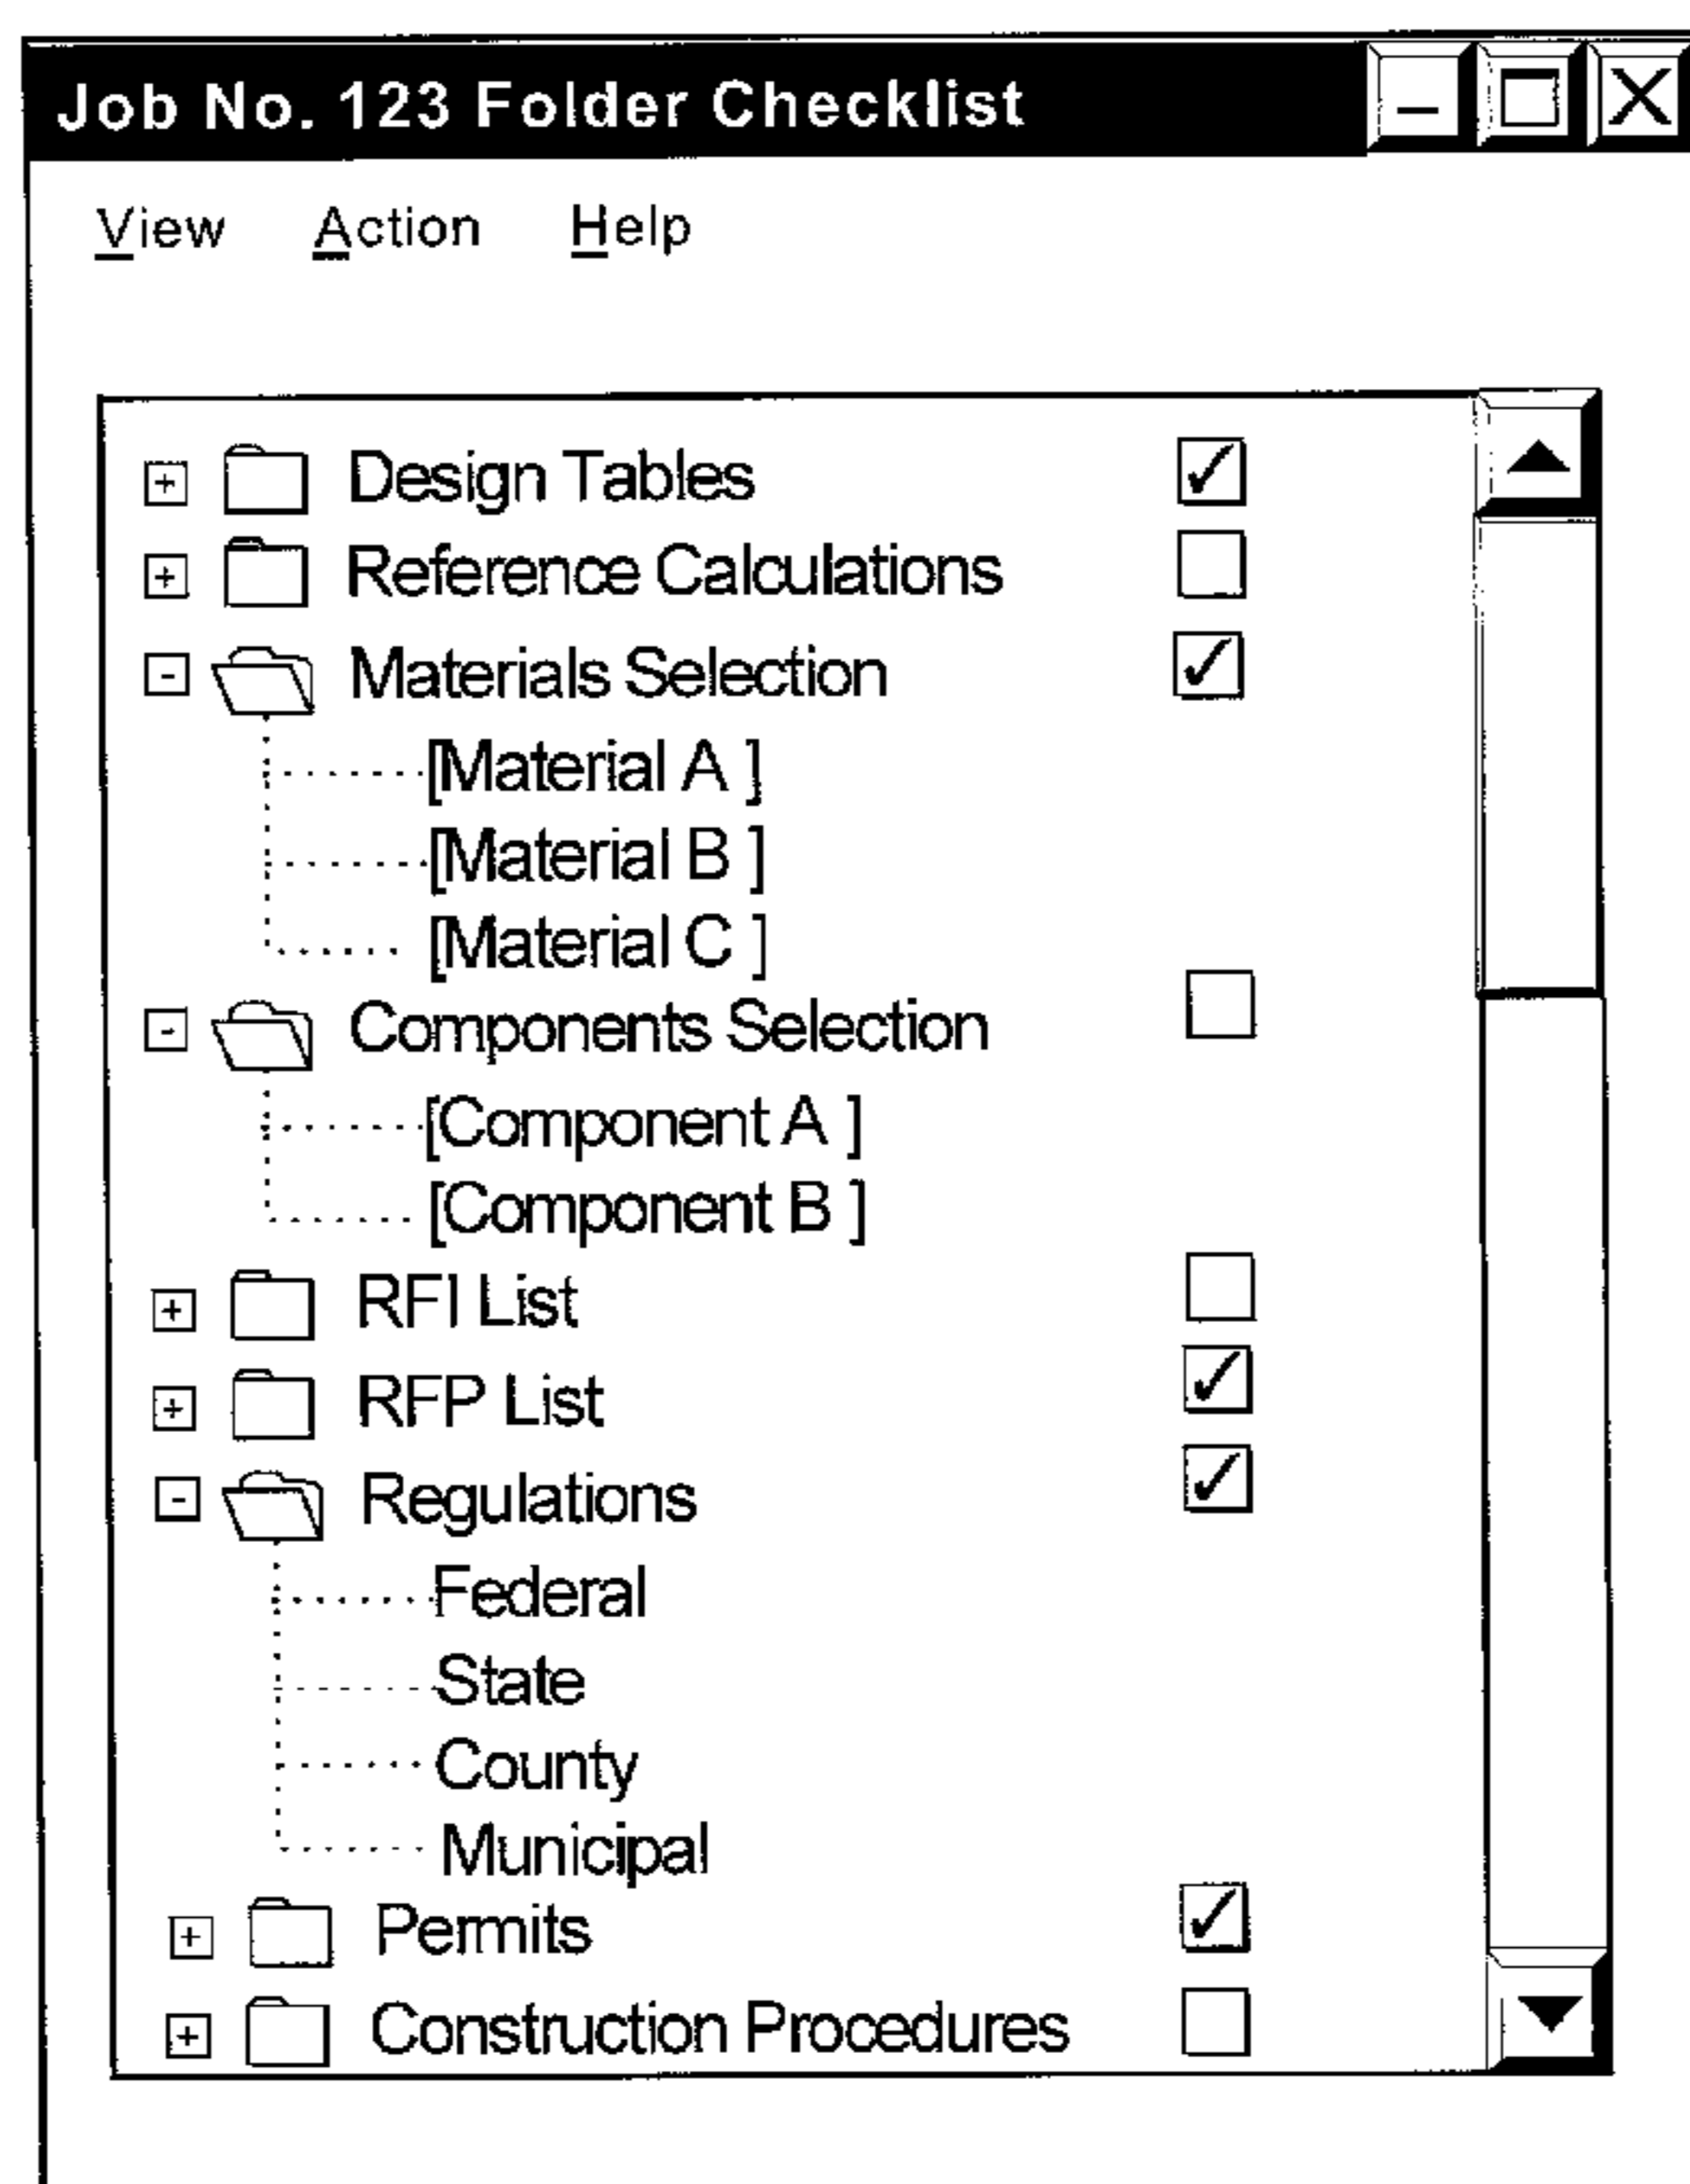 Job No. 123 Folder Checklist
View Action Help
Design Tables
Reference Calculations
Materials Selection
[Material A ]
[Material B ]
[Material C ]
Components Selection
[Component A ]
[Component B ]
RFI List
RFP List
Regulations
Federal
State
County
Municipal
Permits
Construction Procedures